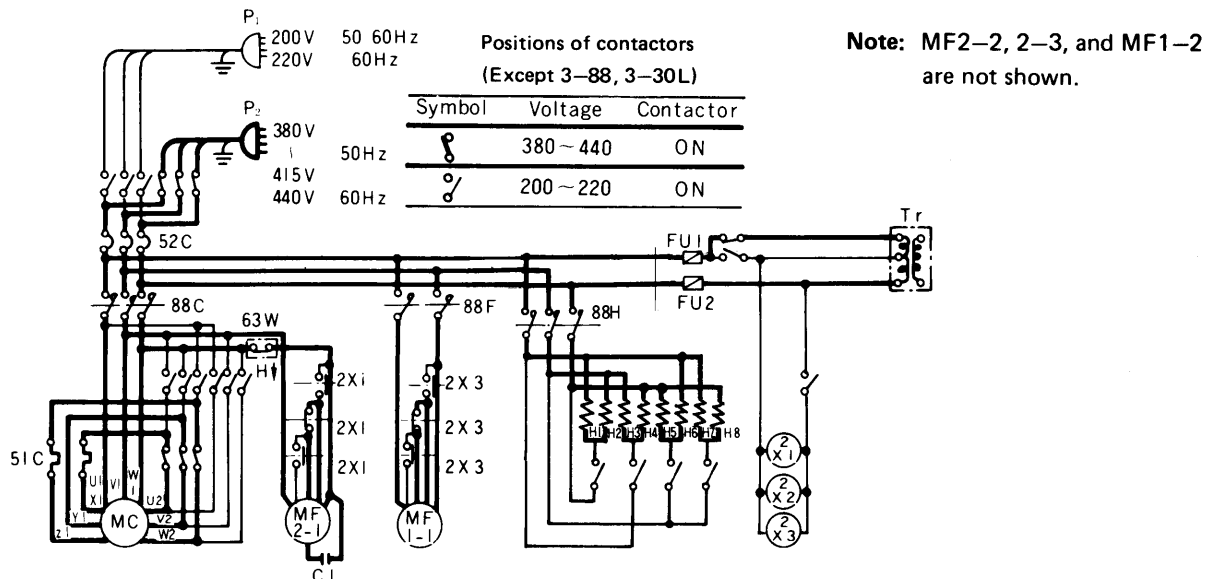 P1
200V 50 60Hz
220V 60Hz
P2
380V
~ 50Hz
415V
440V 60Hz
Positions of contactors
(Except 3–88, 3–30L)
Symbol Voltage Contactor
380~440 ON
200~220 ON
Note: MF2–2, 2–3, and MF1–2
are not shown.
52C
FU1
Tr
FU2
88C
63W
88F
88H
H
2X1
2X1
2X1
2X3
2X3
2X3
H1 H2 H3 H4 H5 H6 H7 H8
51C
U1 V1 W1 U2
X1
Y1 V2
Z1 W2
MC
MF
2-1
MF
1-1
C1
2
X1
2
X2
2
X3